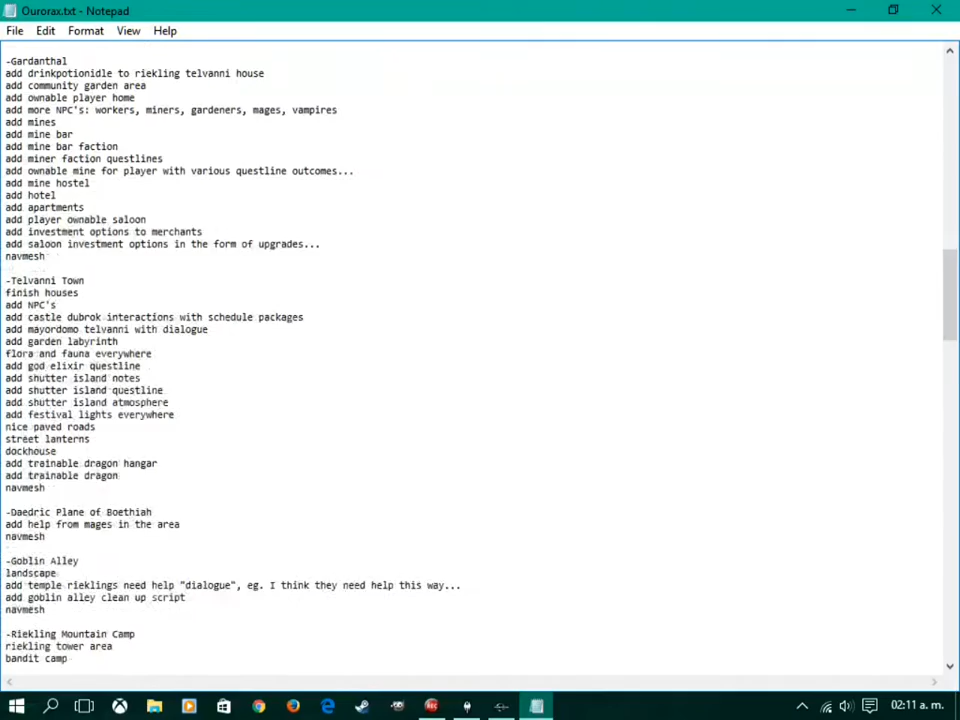 Ourorax.txt - Notepad
File Edit Format View Help
-Gardanthal
add drinkpotionidle to riekling telvanni house
add community garden area
add ownable player home
add more NPC's: workers, miners, gardeners, mages, vampires
add mines
add mine bar
add mine bar faction
add miner faction questlines
add ownable mine for player with various questline outcomes...
add mine hostel
add hotel
add apartments
add player ownable saloon
add investment options to merchants
add saloon investment options in the form of upgrades...
navmesh
-Telvanni Town
finish houses
add NPC's
add castle dubrok interactions with schedule packages
add mayordomo telvanni with dialogue
add garden labyrinth
flora and fauna everywhere
add god elixir questline
add shutter island notes
add shutter island questline
add shutter island atmosphere
add festival lights everywhere
nice paved roads
street lanterns
dockhouse
add trainable dragon hangar
add trainable dragon
navmesh
-Daedric Plane of Boethiah
add help from mages in the area
navmesh
-Goblin Alley
landscape
add temple rieklings need help "dialogue", eg. I think they need help this way...
add goblin alley clean up script
navmesh
-Riekling Mountain Camp
riekling tower area
bandit camp
02:11 a. m.